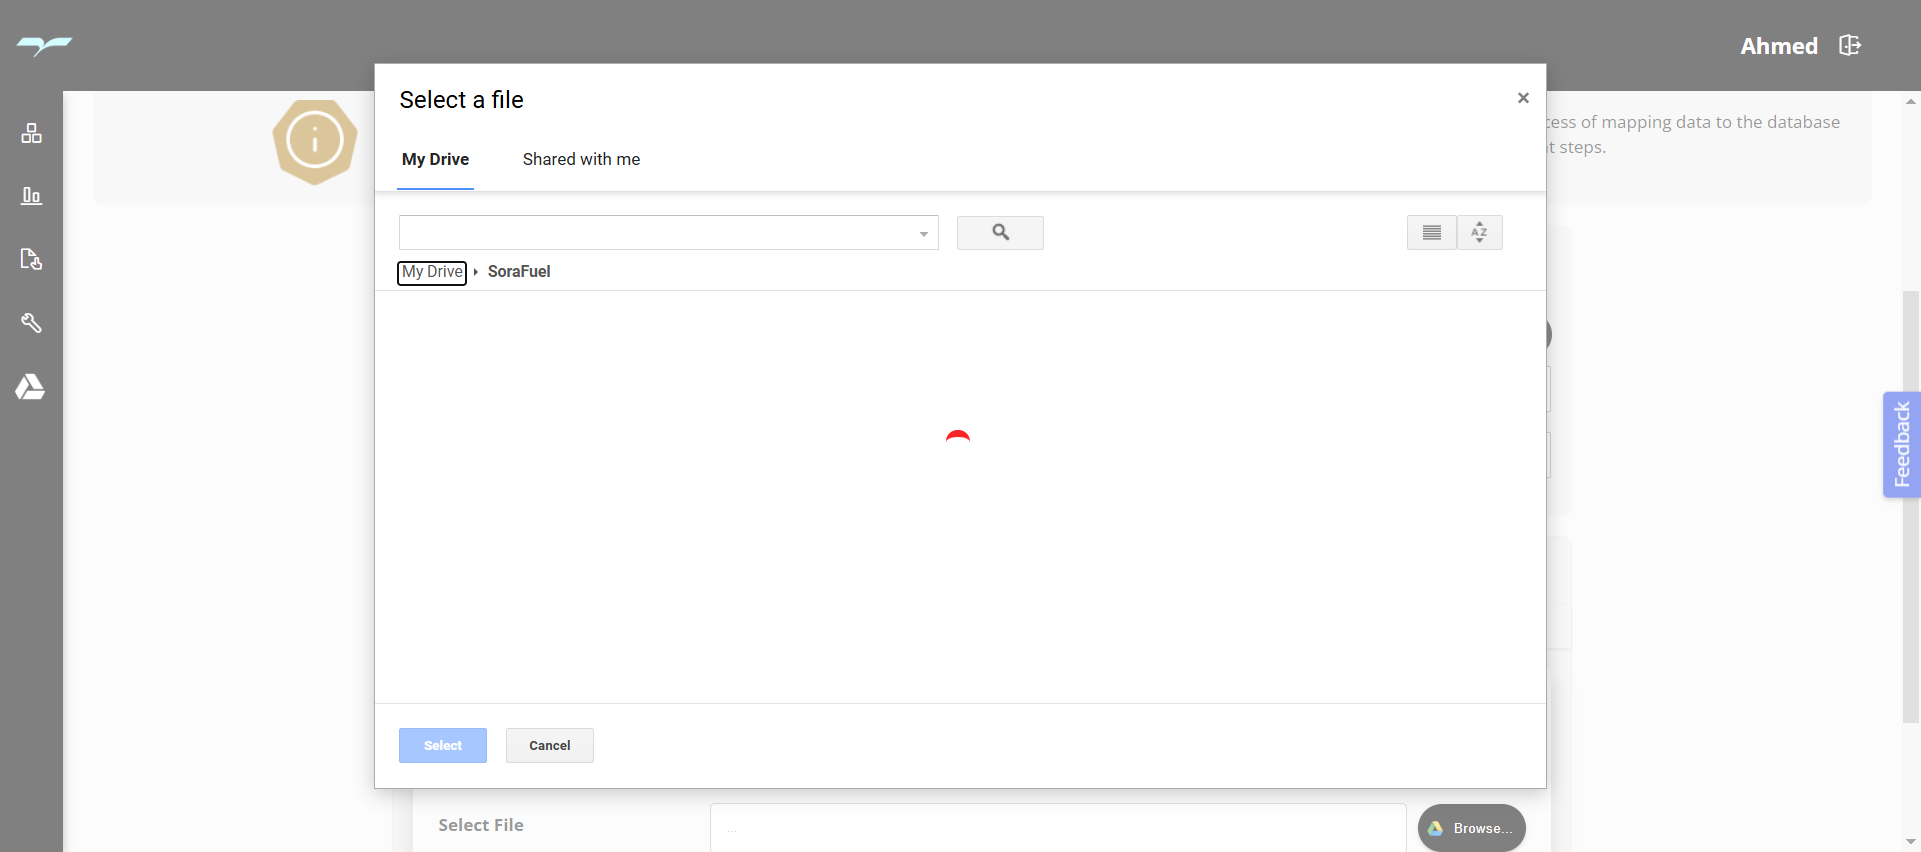 Ahmed
Select a file
My Drive
Shared with me
cess of mapping data to the database
t steps.
My Drive
SoraFuel
Feedback
Select
Cancel
Select File
...
Browse...